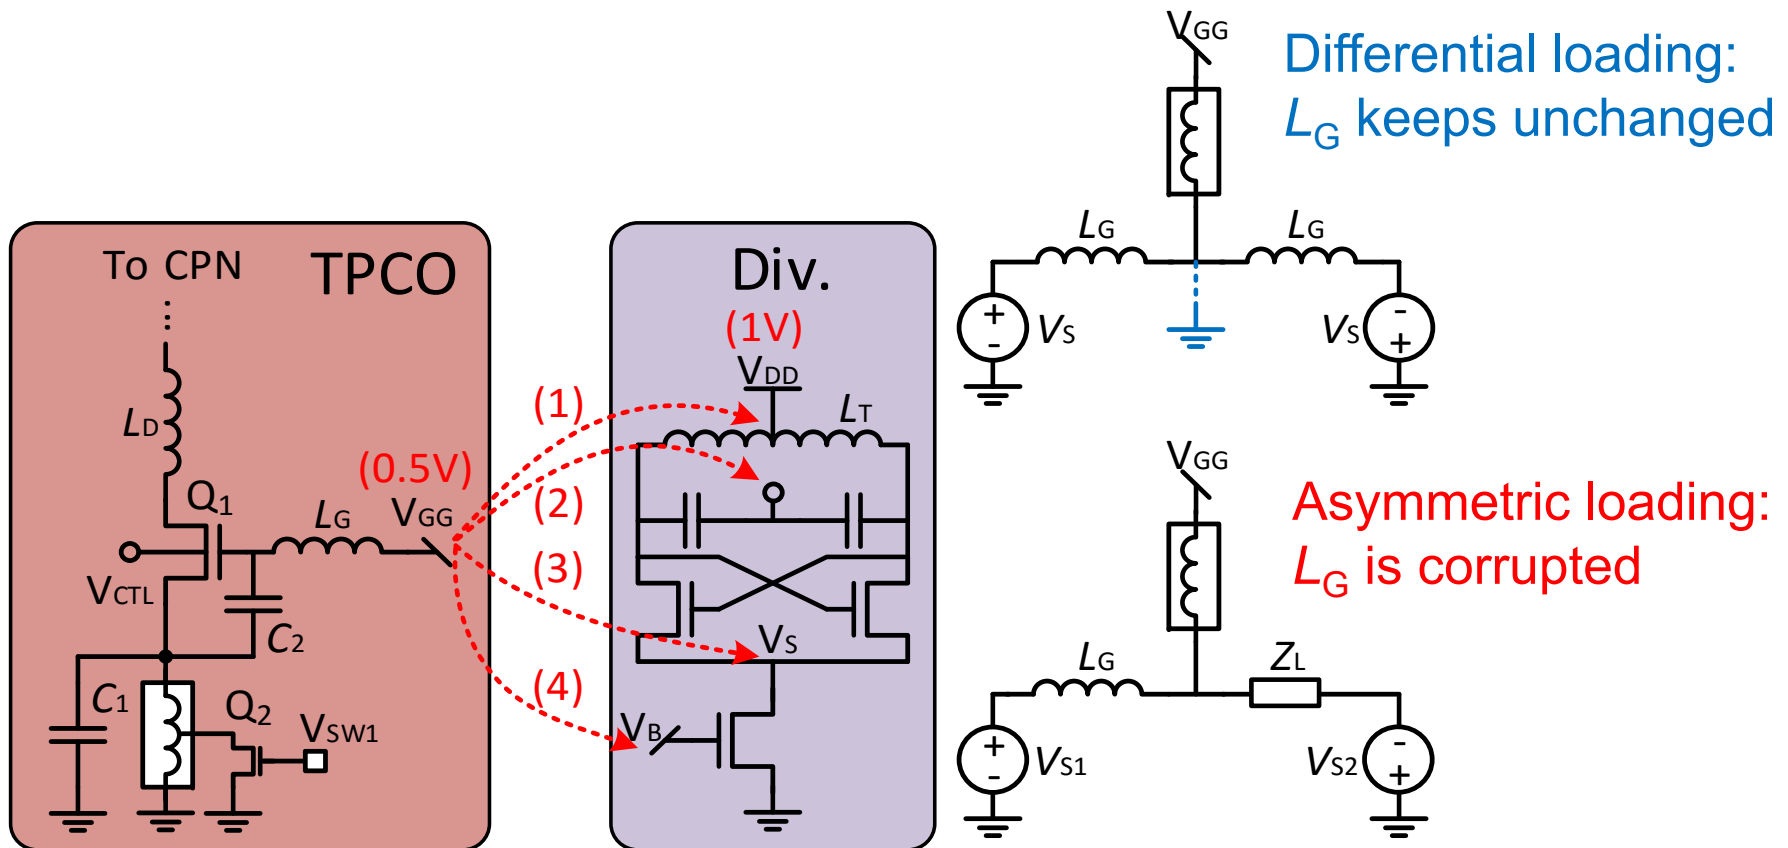 To CPN
TPCO
LD
Q1
VCTL
C2
C1
Q2
VSW1
LG
(0.5V)
VGG
(1)
(2)
(3)
(4)
Div.
(1V)
VDD
LT
VS
VB
VGG
Differential loading:
LG keeps unchanged
LG
LG
+
-
VS
VS
-
+
VGG
Asymmetric loading:
LG is corrupted
LG
ZL
+
-
VS1
VS2
-
+